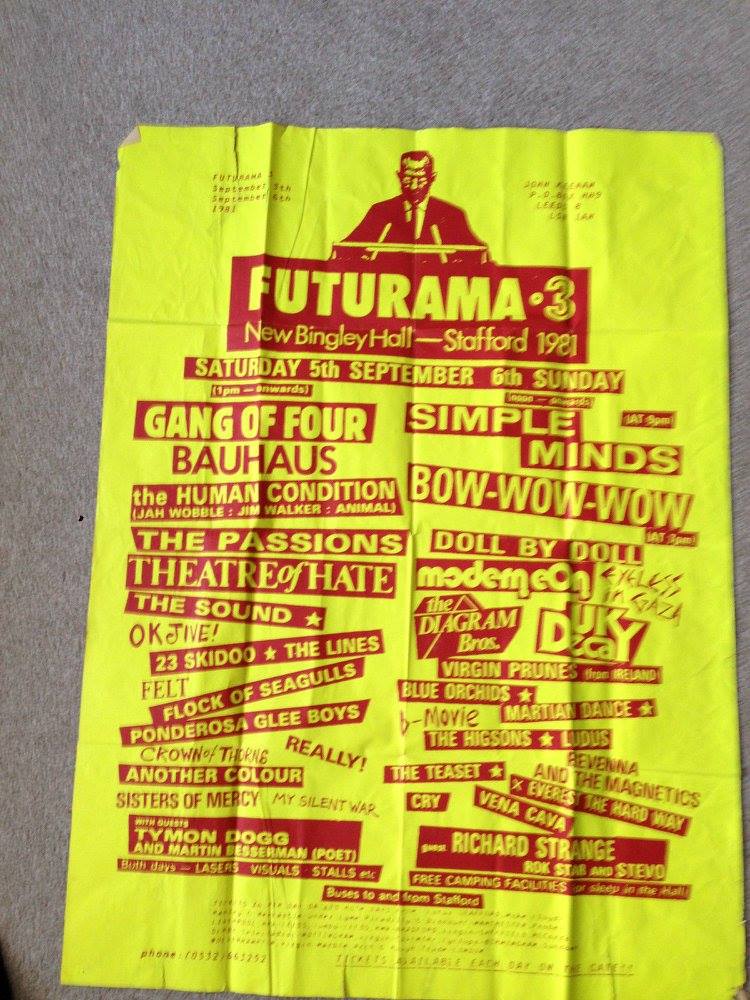 FUTURAMA 3
September 5th
September 6th
1981
JOHN KEENAN
P.O. BOX HH9
LEEDS 8
FUTURAMA·3
New Bingley Hall — Stafford 1981
SATURDAY 5th SEPTEMBER 6th SUNDAY
(1pm — onwards)
GANG OF FOUR
BAUHAUS
the HUMAN CONDITION
(JAH WOBBLE : JIM WALKER : ANIMAL)
THE PASSIONS
THEATRE of HATE
THE SOUND ★
OK JIVE!
23 SKIDOO ★ THE LINES
FELT
FLOCK OF SEAGULLS
PONDEROSA GLEE BOYS
CROWN of THORNS REALLY!
ANOTHER COLOUR
SISTERS OF MERCY MY SILENT WAR
WITH GUESTS
TYMON DOGG
AND MARTIN BESSERMAN (POET)
Both days — LASERS VISUALS STALLS etc
(noon — onwards)
SIMPLE
MINDS
(AT 9pm)
BOW-WOW-WOW
DOLL BY DOLL
modern eon
EYELESS
in GAZA
the
DIAGRAM
Bros.
UK
DECAY
VIRGIN PRUNES (from IRELAND)
BLUE ORCHIDS ★
b-Movie MARTIAN DANCE ★
THE HIGSONS ★ LUDUS
THE TEASET ★
REVENNA
AND THE MAGNETICS
X EVEREST THE HARD WAY
CRY
VENA CAVA
guest RICHARD STRANGE
ROK STAR AND STEVO
FREE CAMPING FACILITIES (or sleep in the Hall)
Buses to and from Stafford
phone: (0532) 663252
TICKETS AVAILABLE EACH DAY ON THE GATE!!